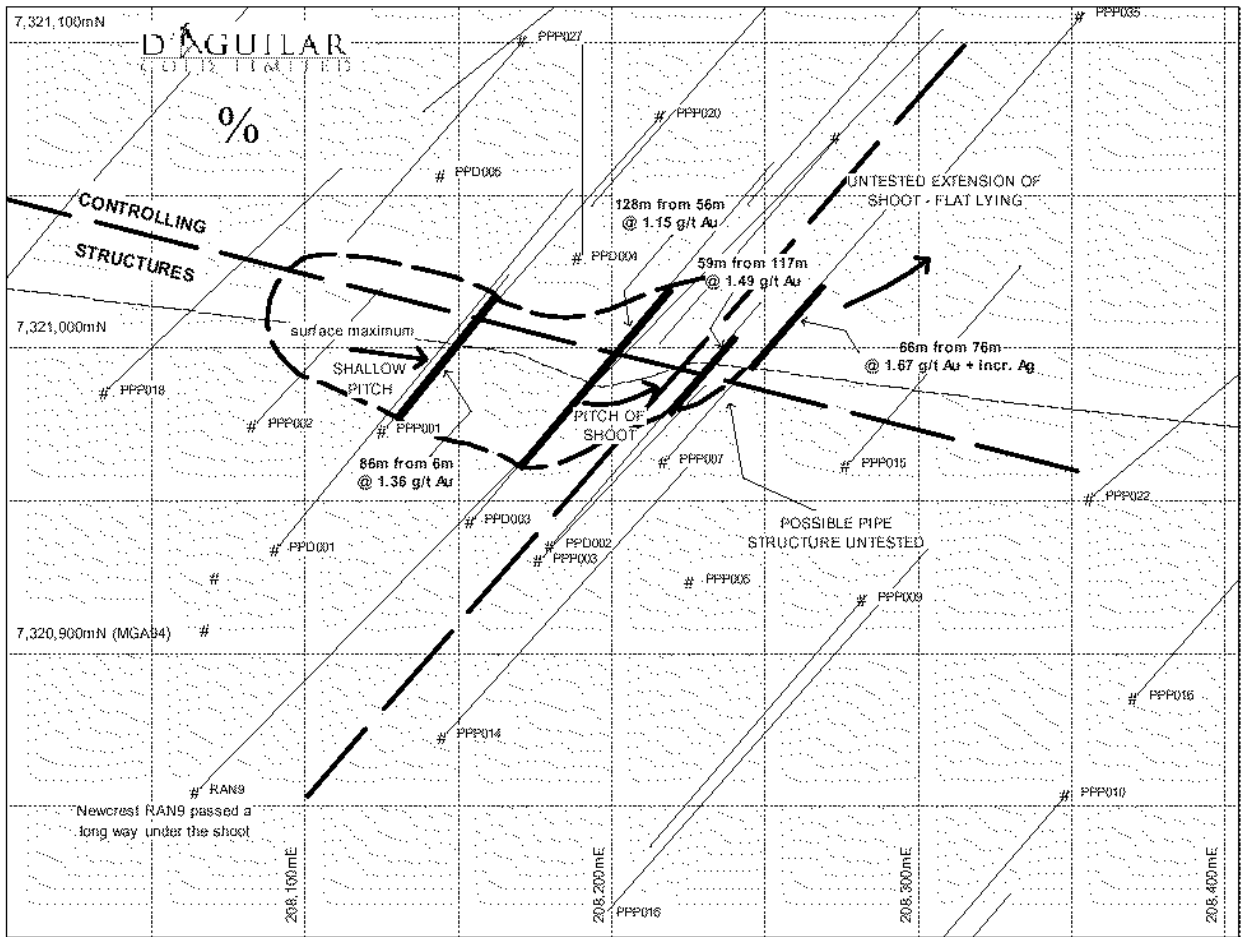 7,321,100mN
D'AGUILAR
GOLD LIMITED
%
# PPP027
# PPP035
# PPP020
#
# PPD006
UNTESTED EXTENSION OF
SHOOT - FLAT LYING
CONTROLLING
STRUCTURES
128m from 56m
@ 1.15 g/t Au
# PPD004
59m from 117m
@ 1.49 g/t Au
7,321,000mN
surface maximum
SHALLOW
PITCH
66m from 76m
@ 1.67 g/t Au + incr. Ag
# PPP018
# PPP002
# PPP001
PITCH OF
SHOOT
86m from 6m
@ 1.36 g/t Au
# PPP007
# PPP015
# PPP022
# PPD003
POSSIBLE PIPE
STRUCTURE UNTESTED
# PPD001
# PPD002
# PPP003
#
# PPP006
# PPP009
7,320,900mN (MGA94)
#
# PPP016
# PPP014
# RAN9
Newcrest RAN9 passed a
long way under the shoot
# PPP010
208,100mE
208,200mE
208,300mE
208,400mE
PPP016